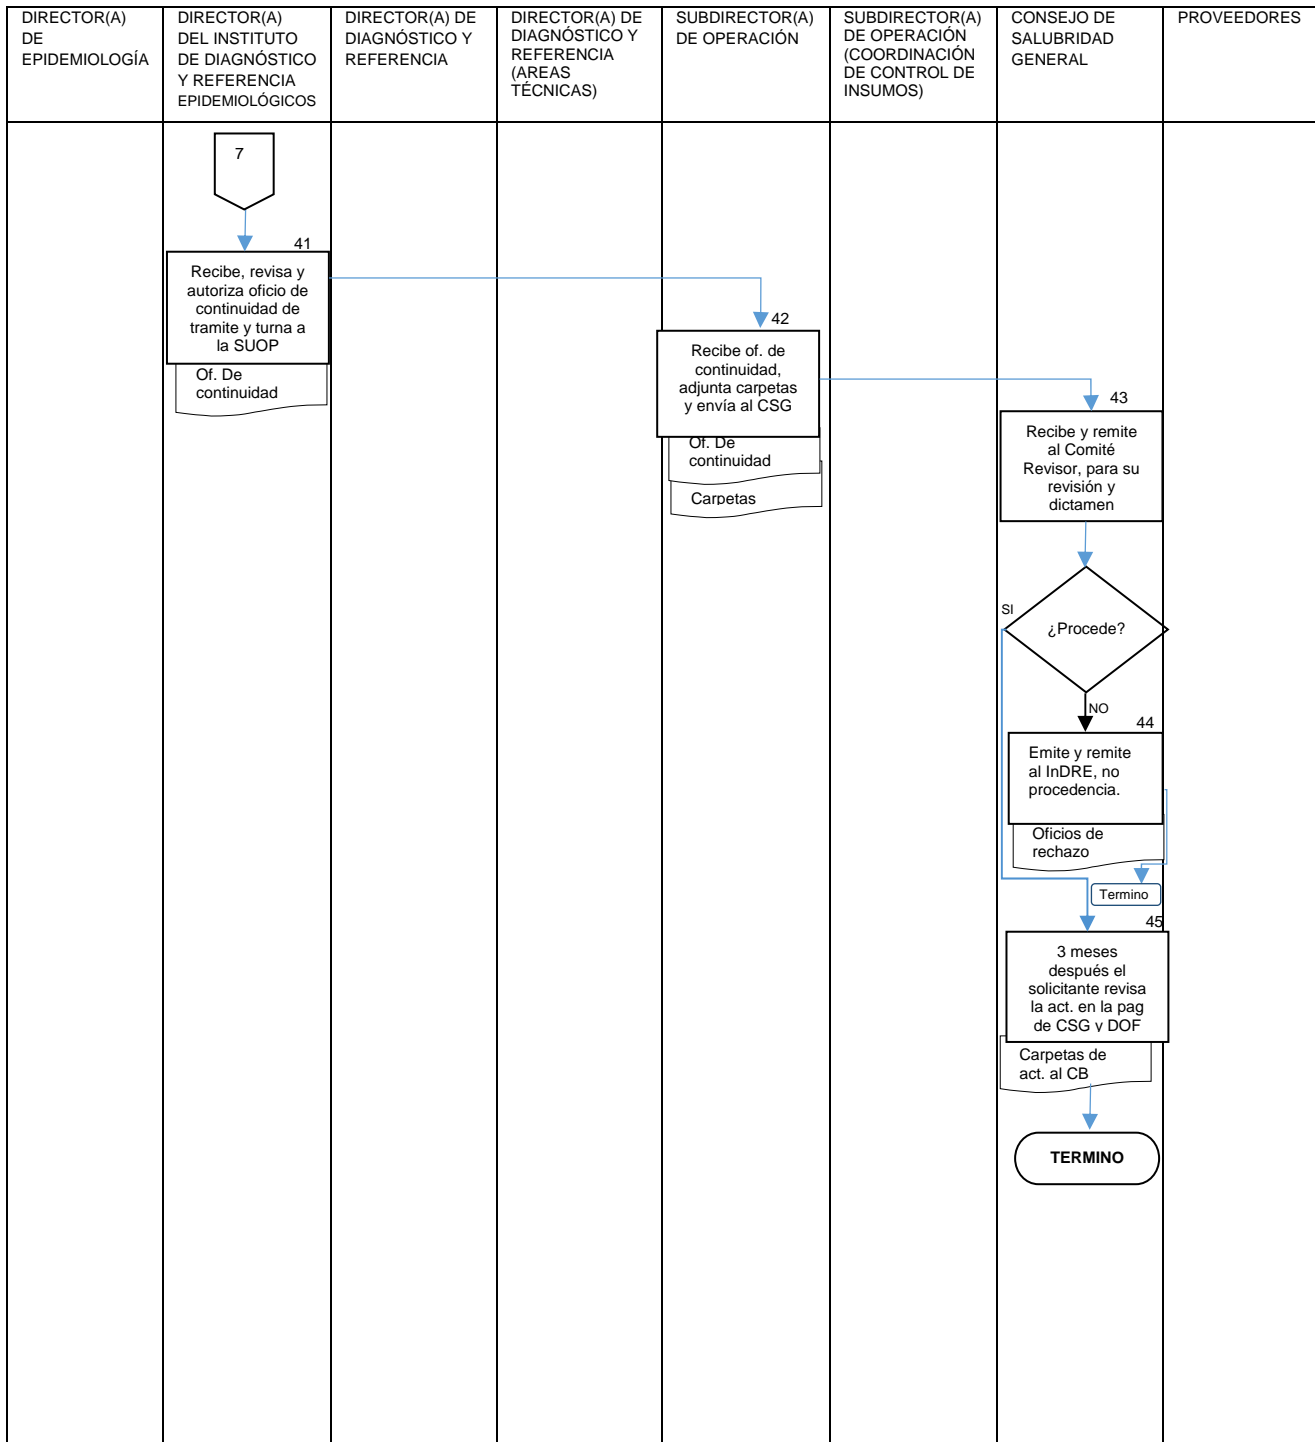 DIRECTOR(A)
DE
EPIDEMIOLOGÍA
DIRECTOR(A)
DEL INSTITUTO
DE DIAGNÓSTICO
Y REFERENCIA
EPIDEMIOLÓGICOS
DIRECTOR(A) DE
DIAGNÓSTICO Y
REFERENCIA
DIRECTOR(A) DE
DIAGNÓSTICO Y
REFERENCIA
(AREAS
TÉCNICAS)
SUBDIRECTOR(A)
DE OPERACIÓN
SUBDIRECTOR(A)
DE OPERACIÓN
(COORDINACIÓN
DE CONTROL DE
INSUMOS)
CONSEJO DE
SALUBRIDAD
GENERAL
PROVEEDORES
7
41
Recibe, revisa y
autoriza oficio de
continuidad de
tramite y turna a
la SUOP
Of. De
continuidad
42
Recibe of. de
continuidad,
adjunta carpetas
y envía al CSG
Of. De
continuidad
Carpetas
43
Recibe y remite
al Comité
Revisor, para su
revisión y
dictamen
SI
¿Procede?
NO
44
Emite y remite
al InDRE, no
procedencia.
Oficios de
rechazo
Termino
45
3 meses
después el
solicitante revisa
la act. en la pag
de CSG y DOF
Carpetas de
act. al CB
TERMINO